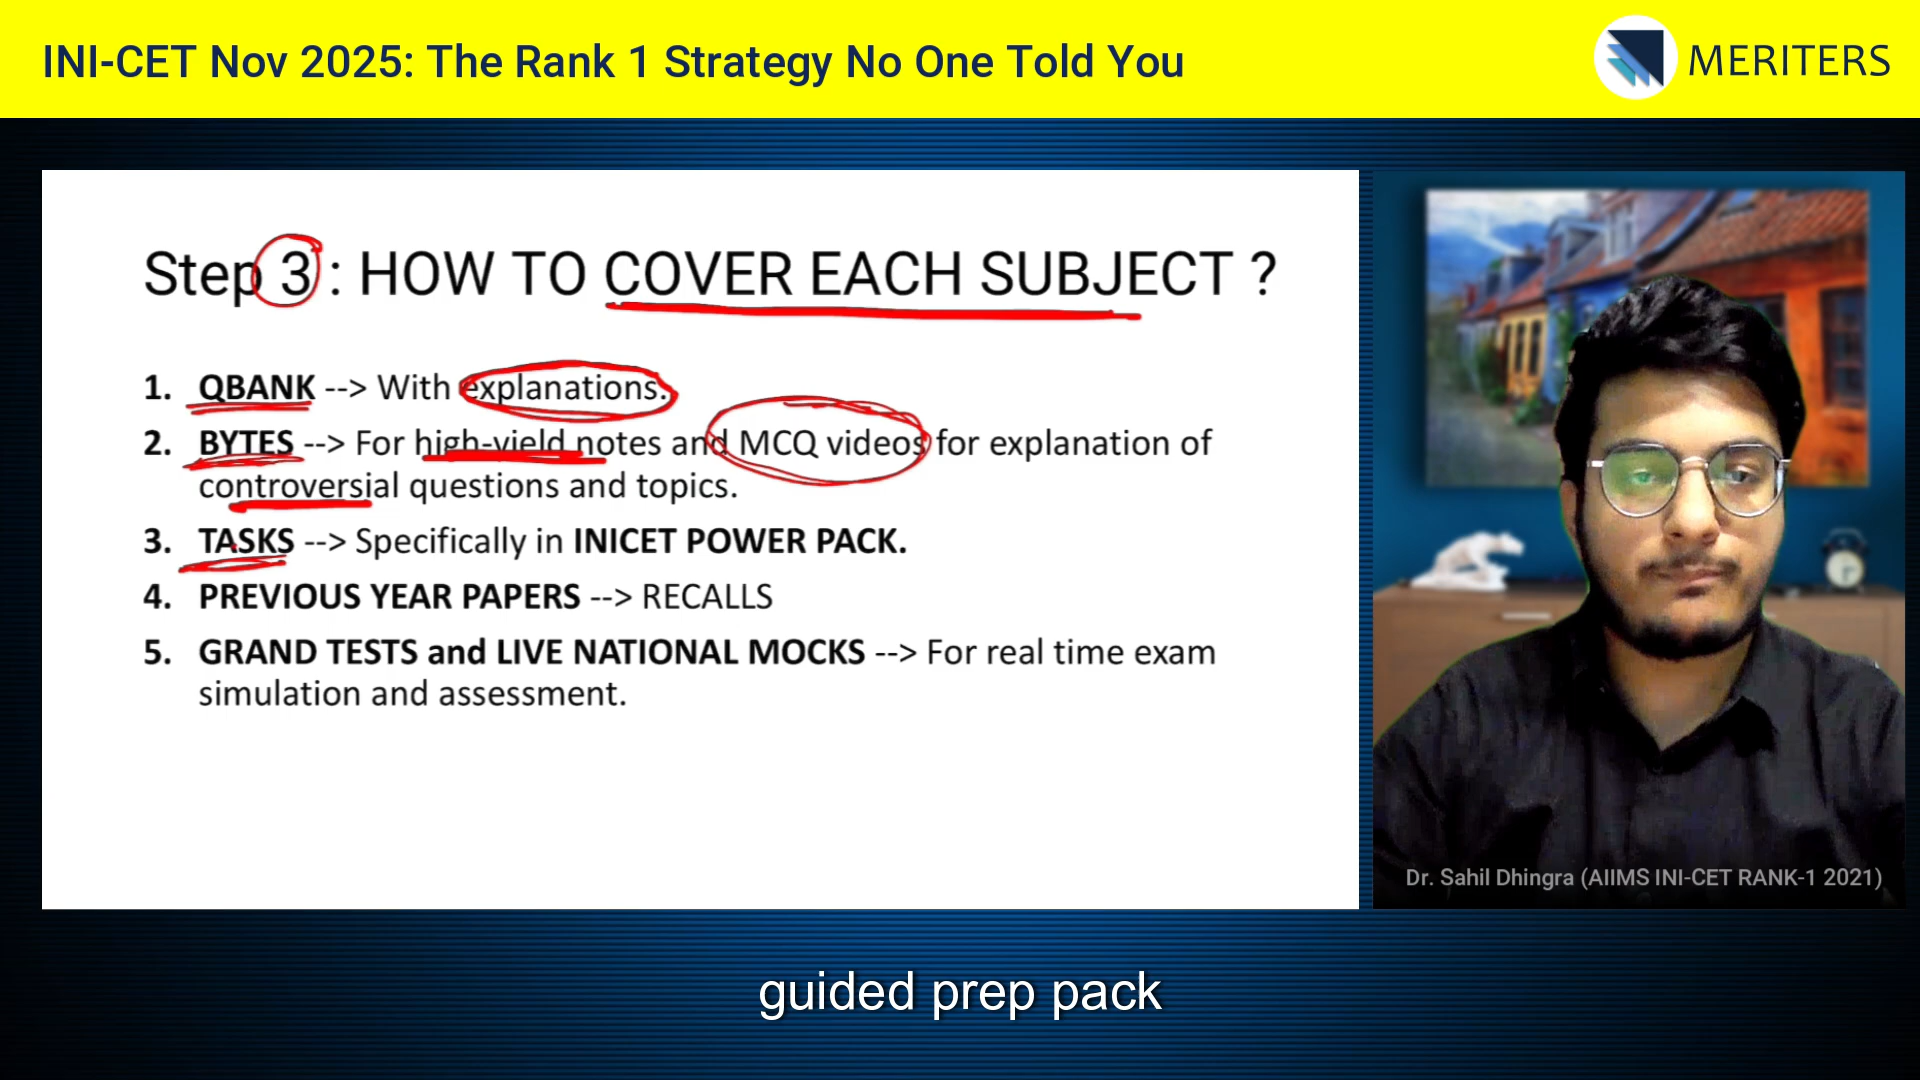 INI-CET Nov 2025: The Rank 1 Strategy No One Told You
MERITERS
Step 3 : HOW TO COVER EACH SUBJECT ?
1. QBANK --> With explanations.
2. BYTES --> For high-yield notes and MCQ videos for explanation of
controversial questions and topics.
3. TASKS --> Specifically in INICET POWER PACK.
4. PREVIOUS YEAR PAPERS --> RECALLS
5. GRAND TESTS and LIVE NATIONAL MOCKS --> For real time exam
simulation and assessment.
Dr. Sahil Dhingra (AIIMS INI-CET RANK-1 2021)
guided prep pack